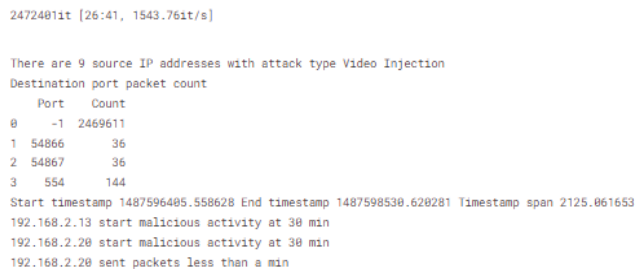 2472401it [26:41, 1543.76it/s]
There are 9 source IP addresses with attack type Video Injection
Destination port packet count
Port Count
0 -1 2469611
1 54866 36
2 54867 36
3 554 144
Start timestamp 1487596405.558628 End timestamp 1487598530.620281 Timestamp span 2125.061653
192.168.2.13 start malicious activity at 30 min
192.168.2.20 start malicious activity at 30 min
192.168.2.20 sent packets less than a min